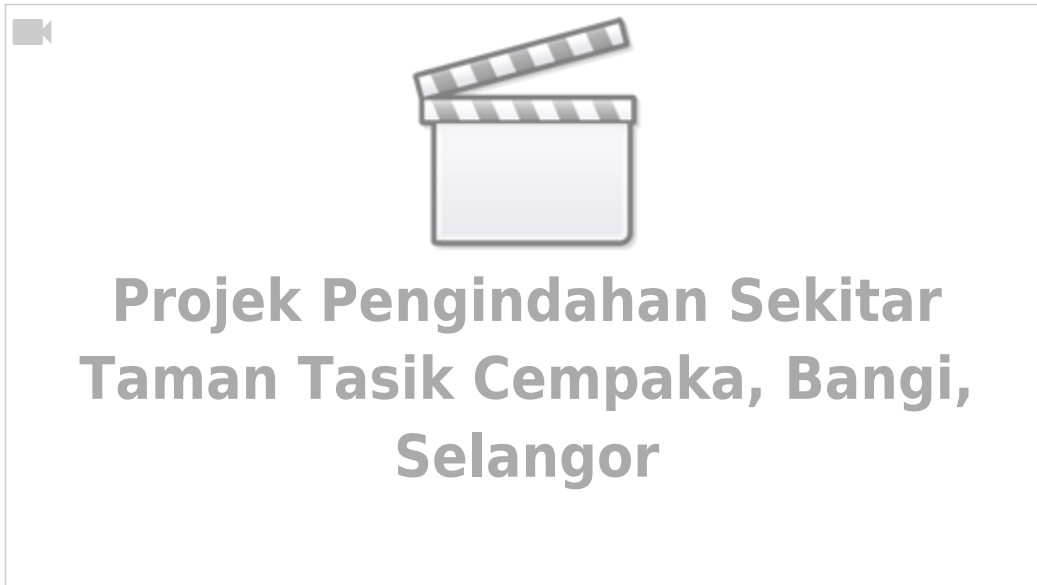 Projek Pengindahan Sekitar
Taman Tasik Cempaka, Bangi,
Selangor